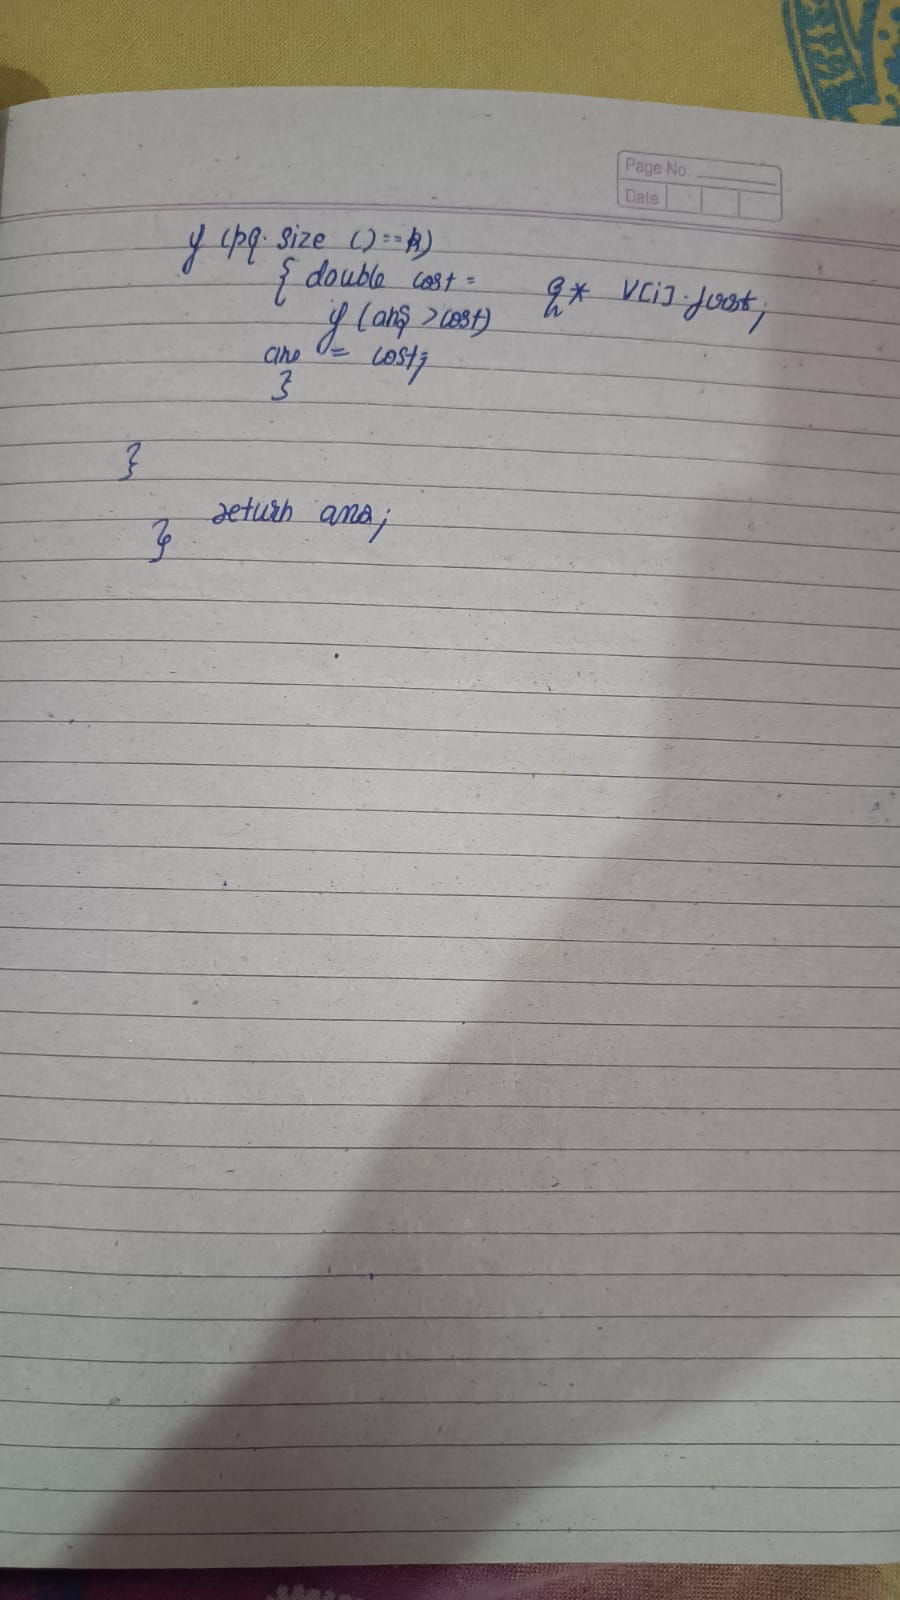 Page No.
Date
if (pq. size () == k)
{ double cost = q * V[i].first;
if (ans > cost)
ans = cost;
}
}
return ans;
}